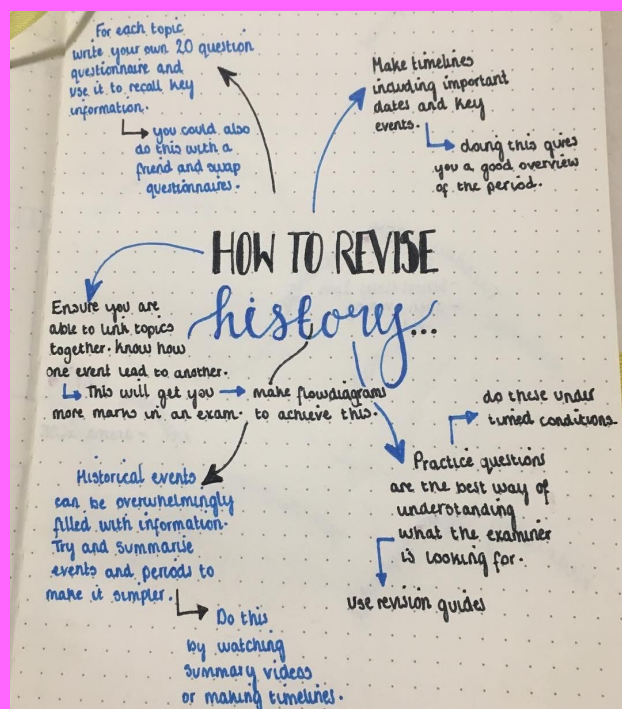 For each topic
write your own 20 question
questionnaire and
use it to recall key
information.
you could also
do this with a
friend and swap
questionnaires.
Make timelines
including important
dates and key
events.
doing this gives
you a good overview
of the period.
HOW TO REVISE
history...
Ensure you are
able to link topics
together. Know how
one event lead to another.
This will get you
more marks in an exam.
make flowdiagrams
to achieve this.
do these under
timed conditions.
Practice questions
are the best way of
understanding
what the examiner
is looking for.
use revision guides
Historical events
can be overwhelmingly
filled with information.
Try and summarise
events and periods to
make it simpler.
Do this
by watching
summary videos
or making timelines.